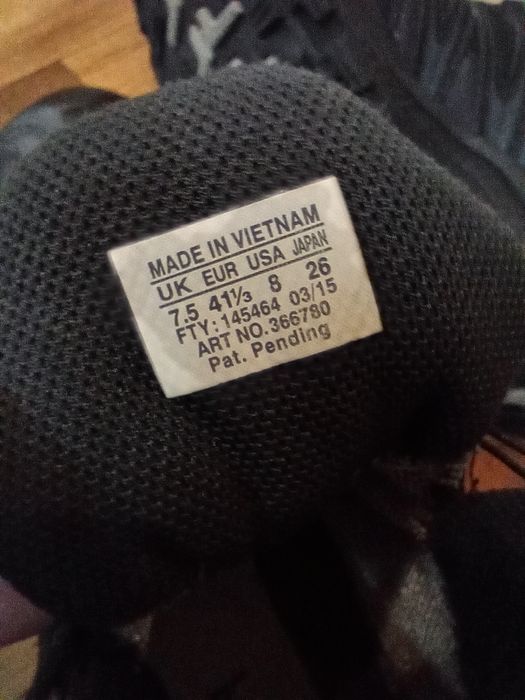 MADE IN VIETNAM
UK EUR USA JAPAN
7.5 41⅓ 8 26
FTY: 145464 03/15
ART NO. 366780
Pat. Pending